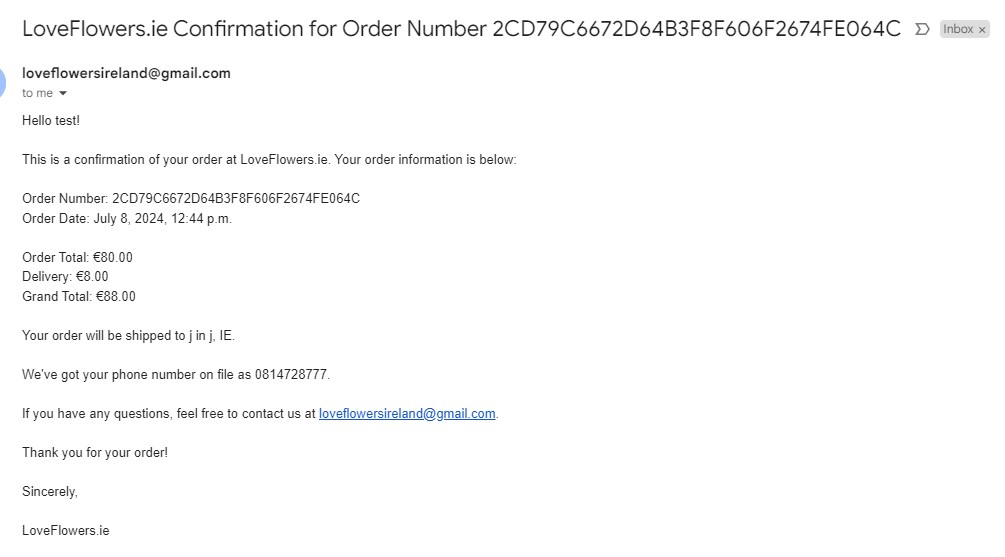 LoveFlowers.ie Confirmation for Order Number 2CD79C6672D64B3F8F606F2674FE064C Inbox ×
loveflowersireland@gmail.com
to me
Hello test!
This is a confirmation of your order at LoveFlowers.ie. Your order information is below:
Order Number: 2CD79C6672D64B3F8F606F2674FE064C
Order Date: July 8, 2024, 12:44 p.m.
Order Total: €80.00
Delivery: €8.00
Grand Total: €88.00
Your order will be shipped to j in j, IE.
We've got your phone number on file as 0814728777.
If you have any questions, feel free to contact us at loveflowersireland@gmail.com.
Thank you for your order!
Sincerely,
LoveFlowers.ie